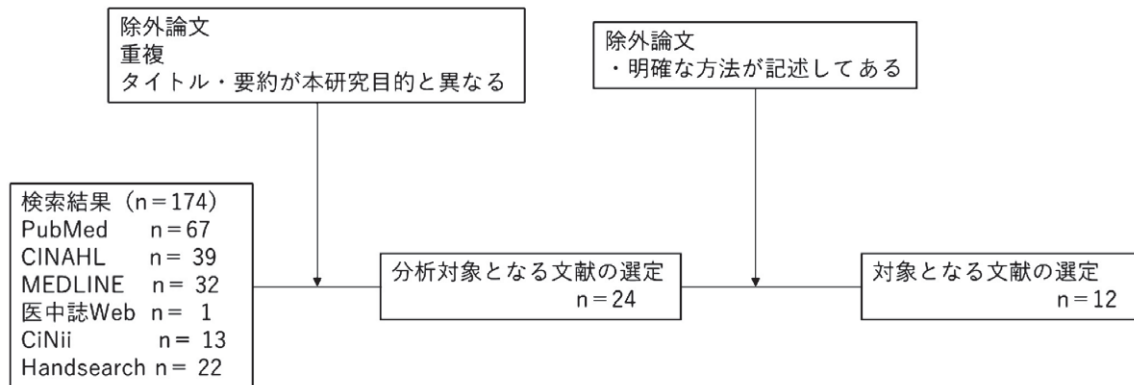 除外論文
重複
タイトル・要約が本研究目的と異なる
除外論文
・明確な方法が記述してある
検索結果（n＝174）
PubMed n＝67
CINAHL n＝ 39
MEDLINE n＝ 32
医中誌Web n＝ 1
CiNii n＝ 13
Handsearch n＝ 22
分析対象となる文献の選定
n＝24
対象となる文献の選定
n＝12